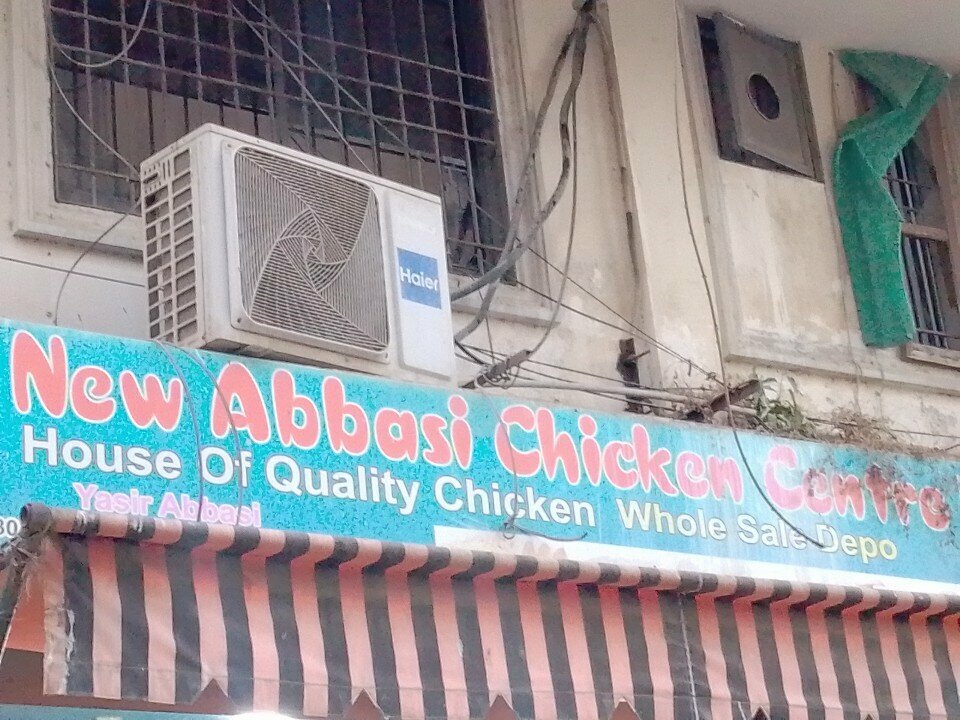 Haier
New Abbasi Chicken Centre
House Of Quality Chicken Whole Sale Depo
Yasir Abbasi